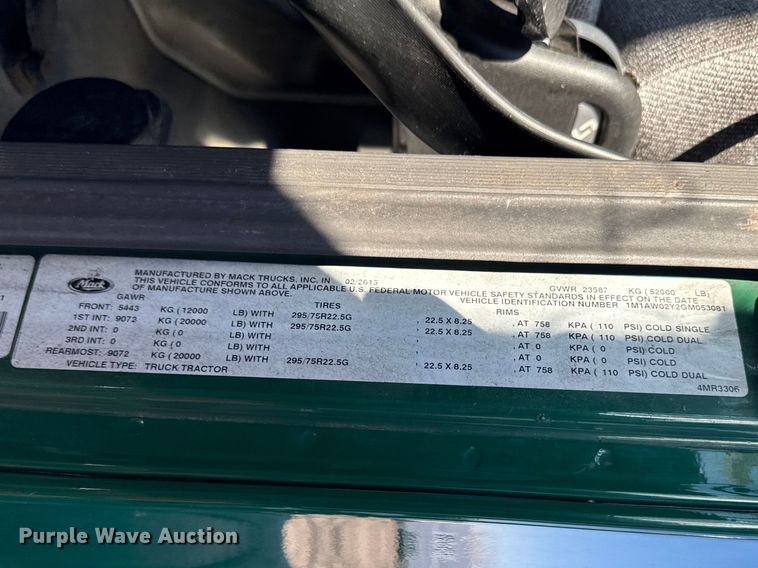 Mack
MANUFACTURED BY MACK TRUCKS, INC. IN 02/2015 GVWR 23587 KG ( 52000 LB)
THIS VEHICLE CONFORMS TO ALL APPLICABLE U.S. FEDERAL MOTOR VEHICLE SAFETY STANDARDS IN EFFECT ON THE DATE
OF MANUFACTURE SHOWN ABOVE. VEHICLE IDENTIFICATION NUMBER 1M1AW02Y2GM053081
GAWR TIRES RIMS
FRONT: 5443 KG ( 12000 LB) WITH 295/75R22.5G , 22.5 X 8.25 , AT 758 KPA ( 110 PSI) COLD SINGLE
1ST INT: 9072 KG ( 20000 LB) WITH 295/75R22.5G , 22.5 X 8.25 , AT 758 KPA ( 110 PSI) COLD DUAL
2ND INT: 0 KG ( 0 LB) WITH , , AT 0 KPA ( 0 PSI) COLD
3RD INT: 0 KG ( 0 LB) WITH , , AT 0 KPA ( 0 PSI) COLD
REARMOST: 9072 KG ( 20000 LB) WITH 295/75R22.5G , 22.5 X 8.25 , AT 758 KPA ( 110 PSI) COLD DUAL
VEHICLE TYPE: TRUCK TRACTOR
4MR3306
Purple Wave Auction